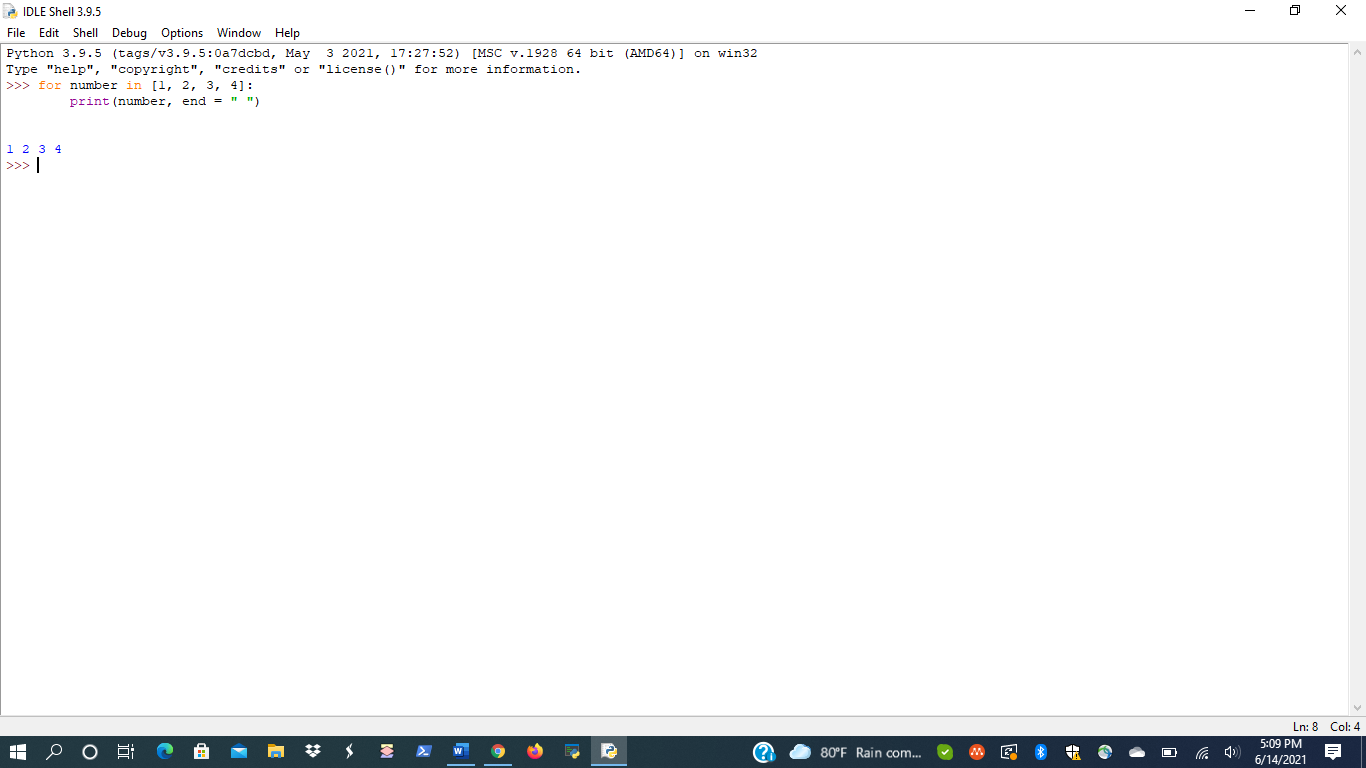 IDLE Shell 3.9.5
File Edit Shell Debug Options Window Help
Python 3.9.5 (tags/v3.9.5:0a7dcbd, May  3 2021, 17:27:52) [MSC v.1928 64 bit (AMD64)] on win32
Type "help", "copyright", "credits" or "license()" for more information.
>>> for number in [1, 2, 3, 4]:
	print(number, end = " ")
1 2 3 4
>>>
Ln: 8 Col: 4
80°F Rain com...
5:09 PM
6/14/2021